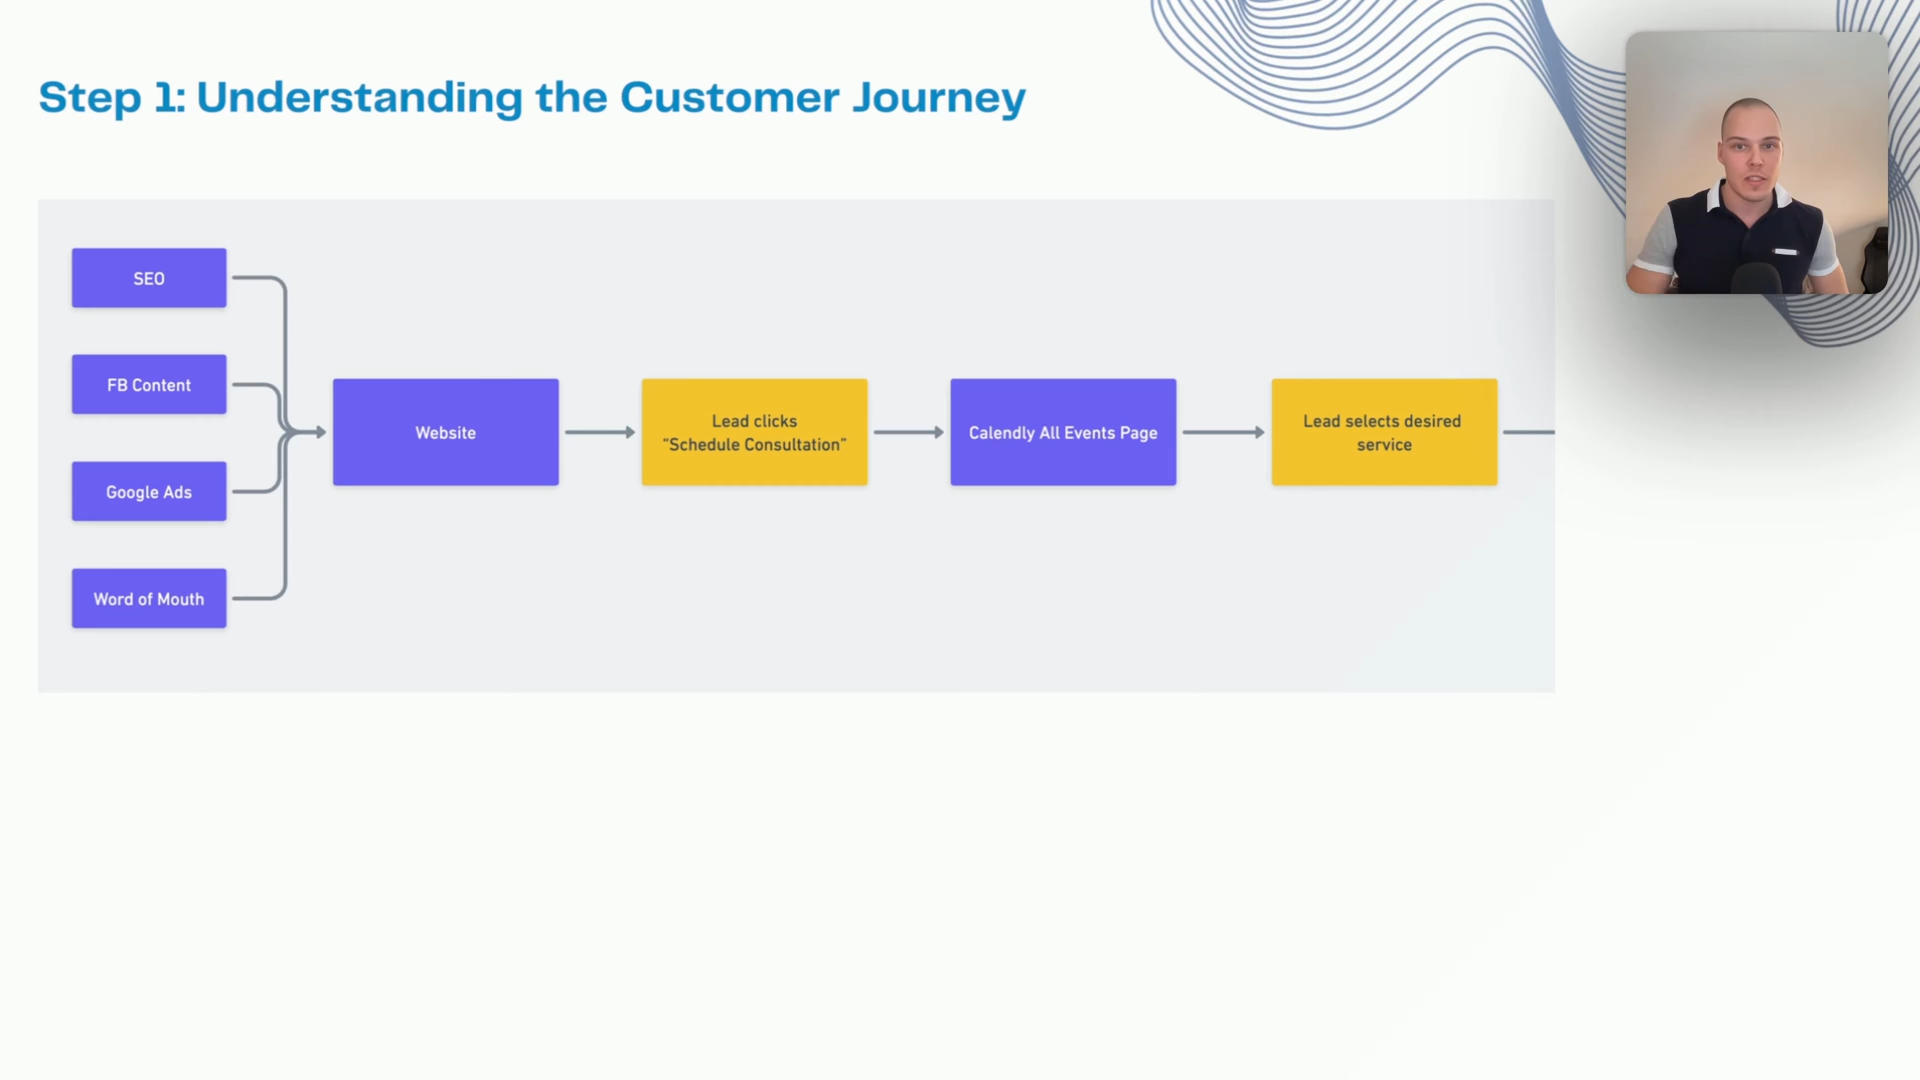 Step 1: Understanding the Customer Journey
SEO
FB Content
Google Ads
Word of Mouth
Website
Lead clicks
“Schedule Consultation”
Calendly All Events Page
Lead selects desired
service